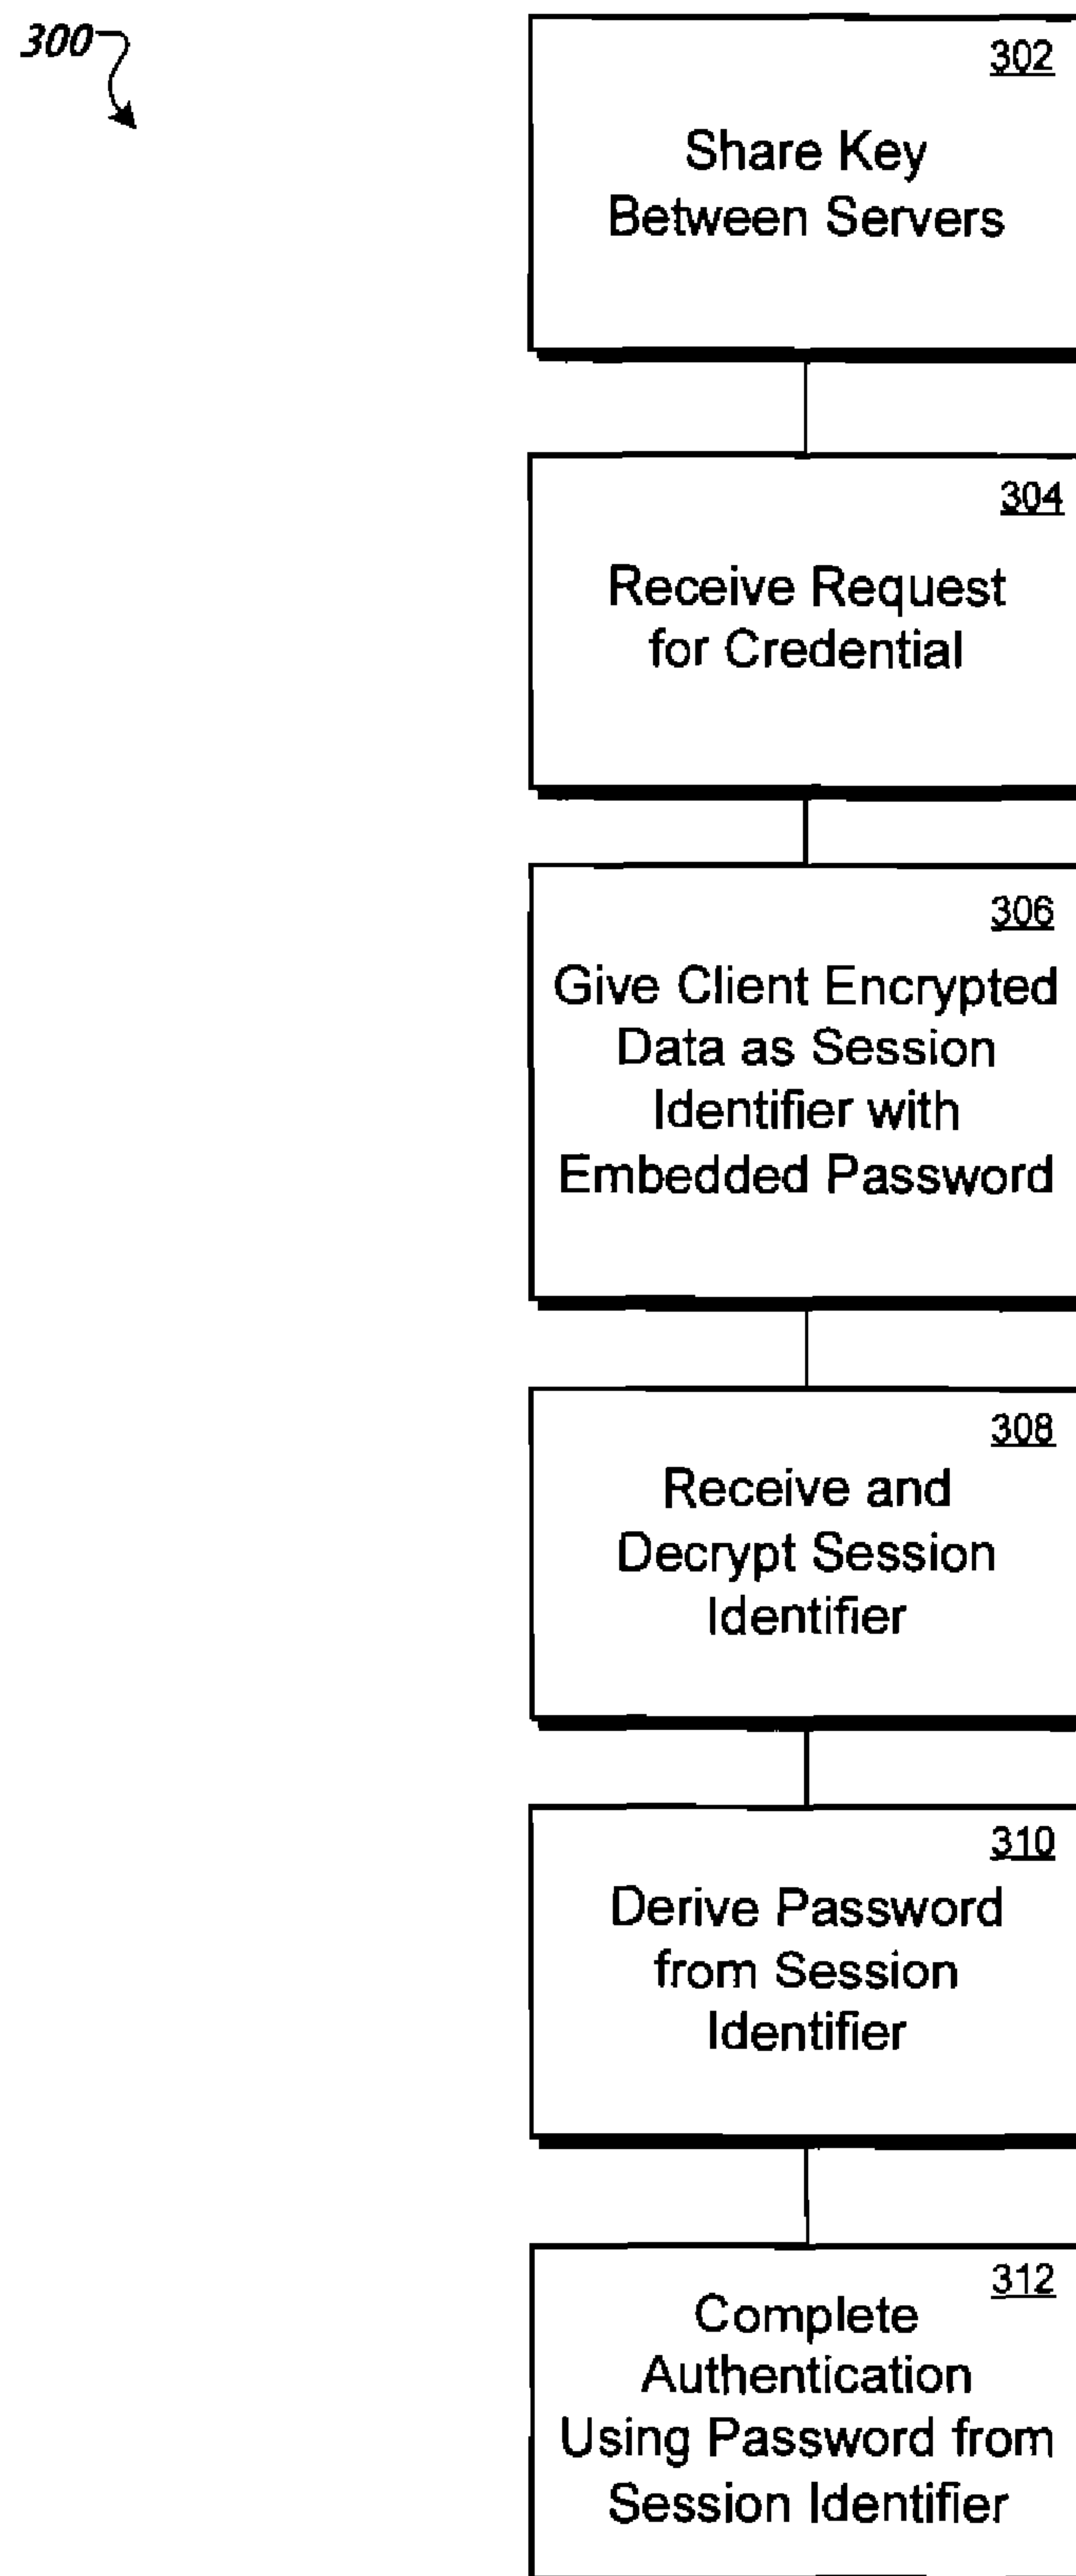 300
302
Share Key
Between Servers
304
Receive Request
for Credential
306
Give Client Encrypted
Data as Session
Identifier with
Embedded Password
308
Receive and
Decrypt Session
Identifier
310
Derive Password
from Session
Identifier
312
Complete
Authentication
Using Password from
Session Identifier